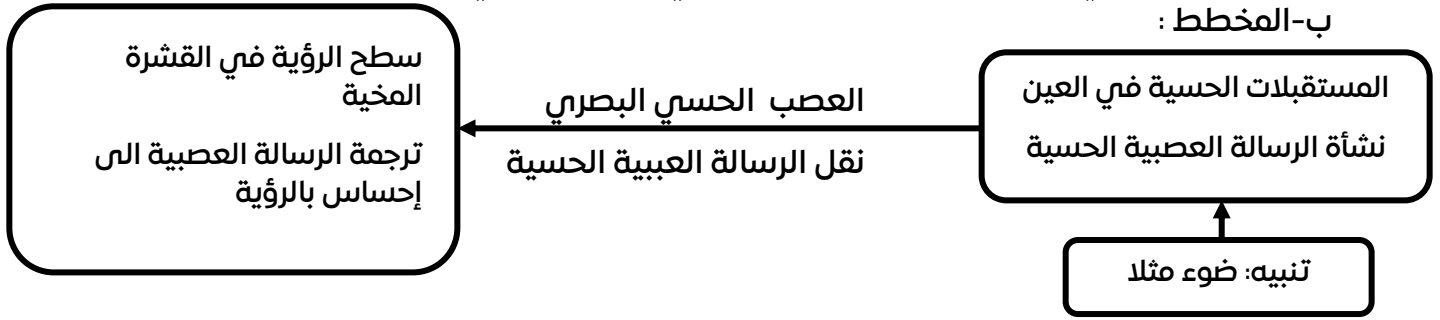 ب-المخطط :
المستقبلات الحسية في العين
نشأة الرسالة العصبية الحسية
تنبيه: ضوء مثلا
العصب الحسي البصري
نقل الرسالة العببية الحسية
سطح الرؤية في القشرة
المخية
ترجمة الرسالة العصبية الى
إحساس بالرؤية